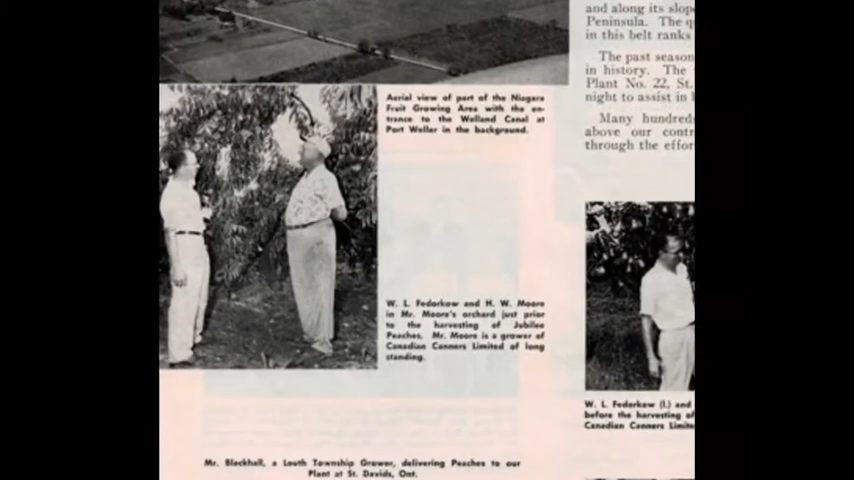 Aerial view of part of the Niagara
Fruit Growing Area with the en-
trance to the Welland Canal at
Port Weller in the background.
W. L. Fedorkow and H. W. Moore
in Mr. Moore's orchard just prior
to the harvesting of Jubilee
Peaches. Mr. Moore is a grower of
Canadian Canners Limited of long
standing.
Mr. Blackhall, a Louth Township Grower, delivering Peaches to our
Plant at St. Davids, Ont.
and along its slop
Peninsula. The q
in this belt ranks
The past season
in history. The
Plant No. 22, St.
night to assist in
Many hundreds
above our contr
through the effor
W. L. Fedorkow (l.) and
before the harvesting of
Canadian Canners Limite